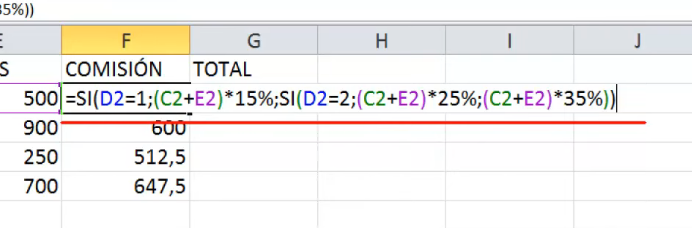 35%))
E F G H I J
S COMISIÓN TOTAL
500 =SI(D2=1;(C2+E2)*15%;SI(D2=2;(C2+E2)*25%;(C2+E2)*35%))
900 600
250 512,5
700 647,5